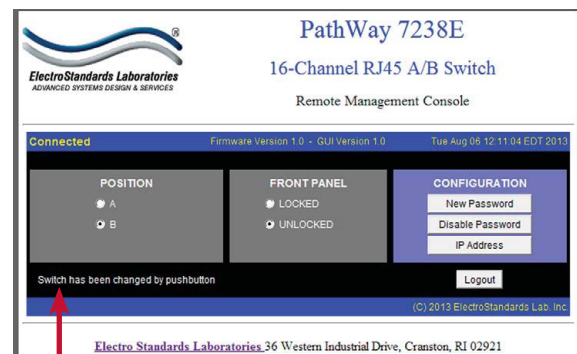 ®
ElectroStandards Laboratories
ADVANCED SYSTEMS DESIGN & SERVICES
PathWay 7238E
16-Channel RJ45 A/B Switch
Remote Management Console
Connected
Firmware Version 1.0 - GUI Version 1.0
Tue Aug 06 12:11:04 EDT 2013
POSITION
A
B
FRONT PANEL
LOCKED
UNLOCKED
CONFIGURATION
New Password
Disable Password
IP Address
Switch has been changed by pushbutton
Logout
(C) 2013 ElectroStandards Lab. Inc.
Electro Standards Laboratories 36 Western Industrial Drive, Cranston, RI 02921